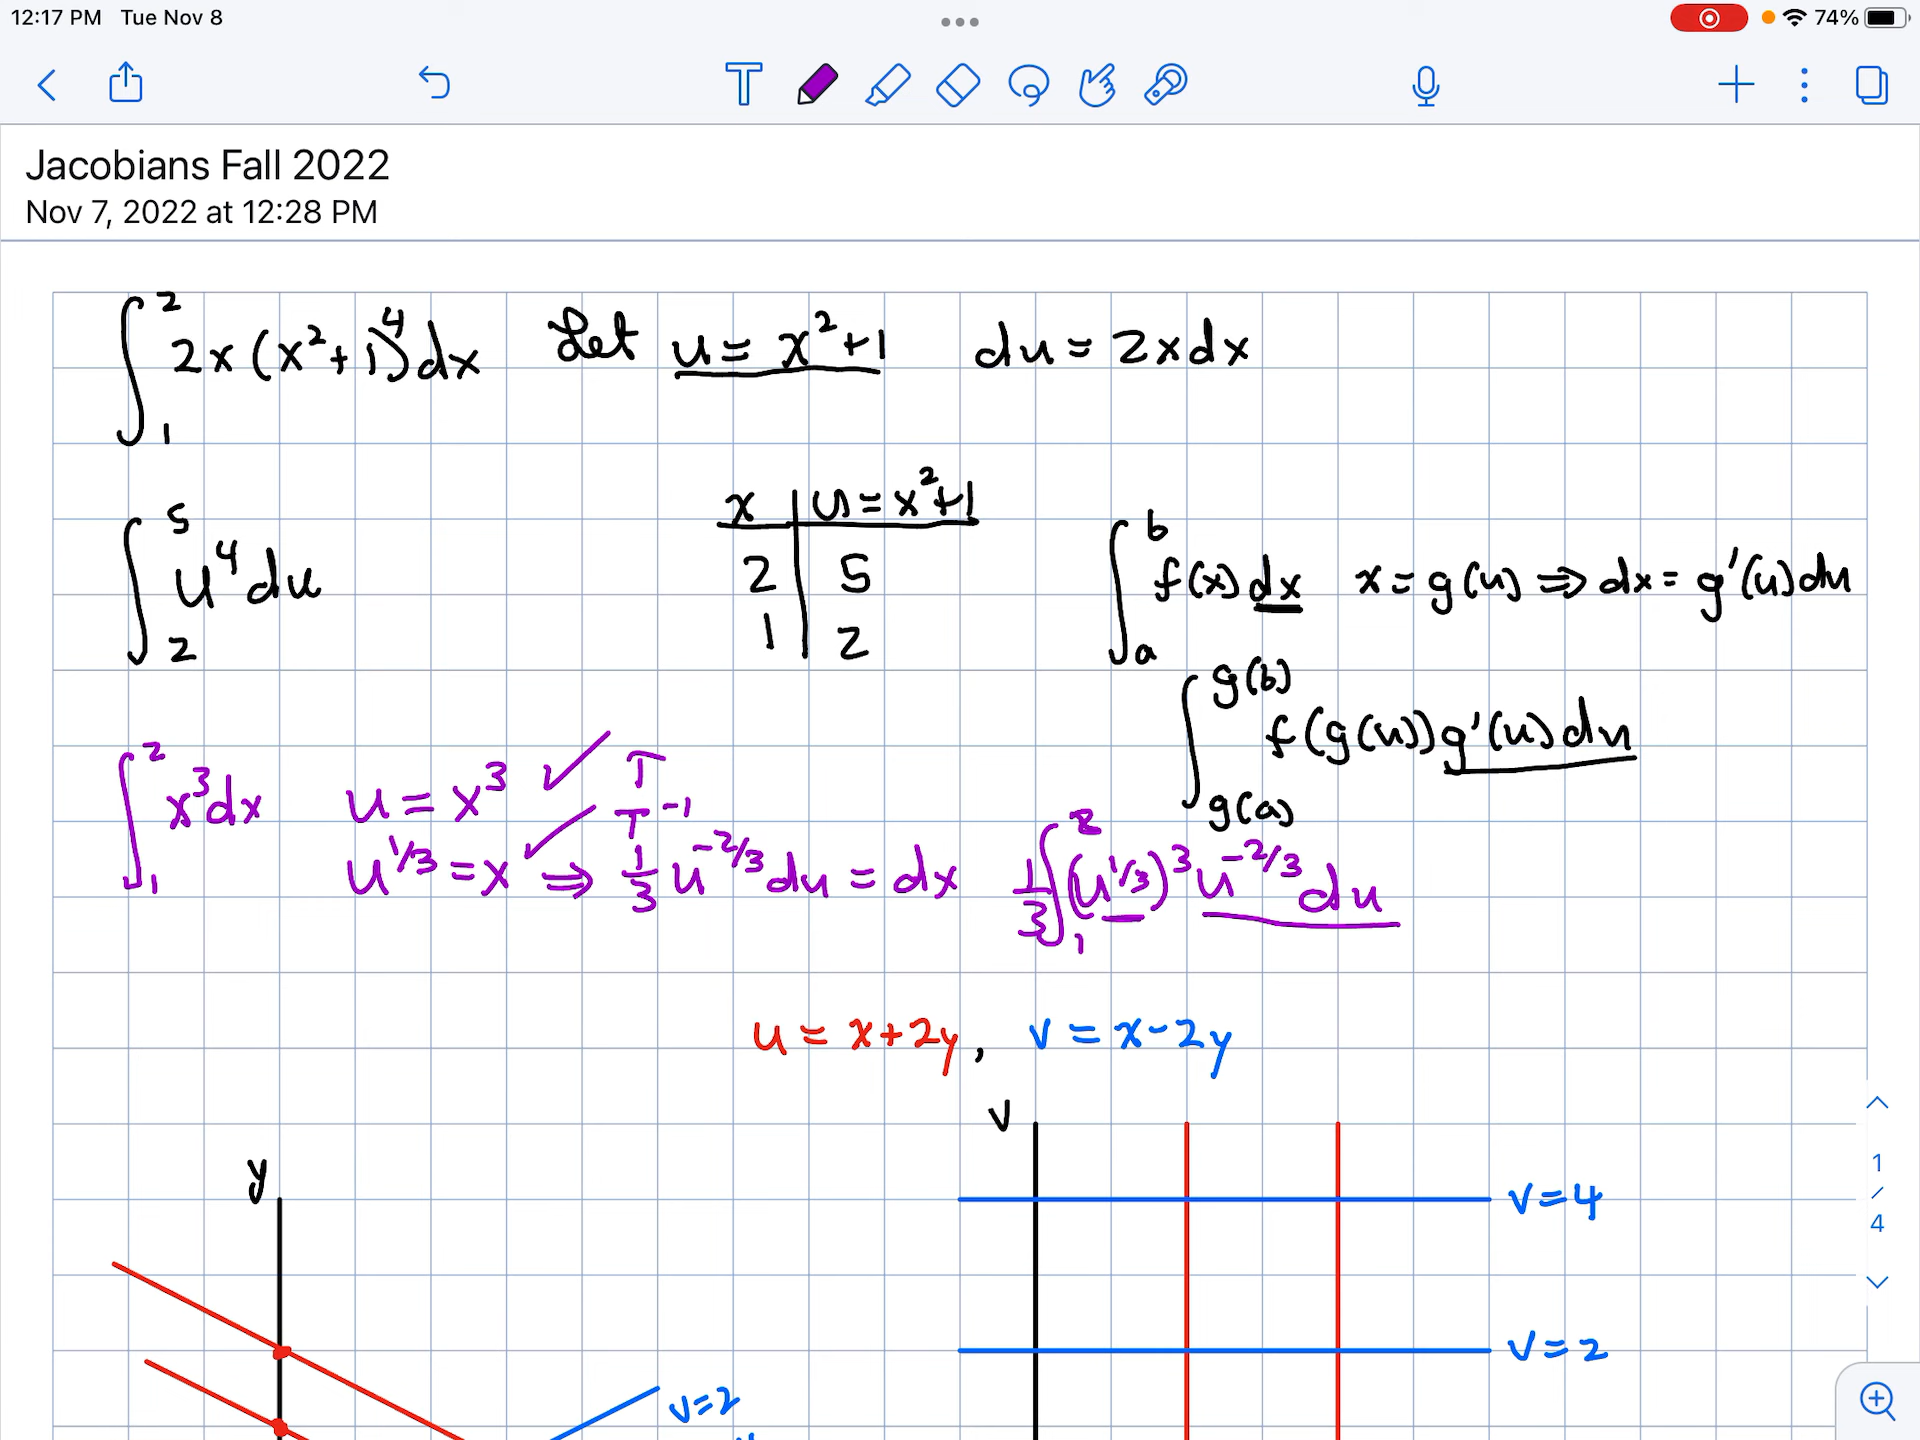 12:17 PM Tue Nov 8
74%
Jacobians Fall 2022
Nov 7, 2022 at 12:28 PM
∫₁² 2x(x²+1)⁴dx Let u = x²+1 du = 2xdx
∫₂⁵ u⁴du
x | u = x²+1
2 | 5
1 | 2
∫ₐᵇ f(x)dx x = g(u) ⇒ dx = g'(u)du
∫_{g(a)}^{g(b)} f(g(u))g'(u)du
∫₁² x³dx u = x³ ✓ T
u^{1/3} = x ✓ T⁻¹ ⇒ 1/3 u^{-2/3}du = dx 1/3 ∫₁² (u^{1/3})³ u^{-2/3} du
u = x+2y, v = x-2y
y
v=2
v
v=4
v=2
1
/
4